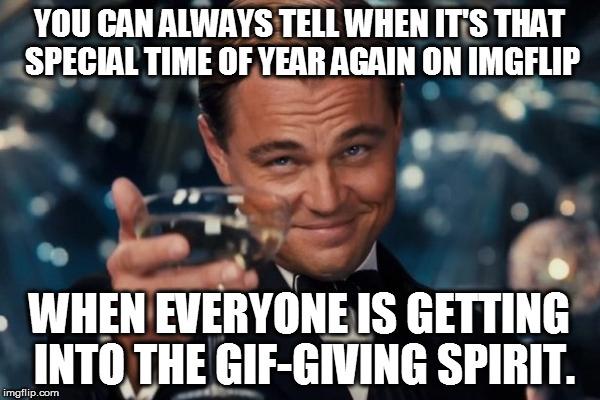 YOU CAN ALWAYS TELL WHEN IT'S THAT
SPECIAL TIME OF YEAR AGAIN ON IMGFLIP
WHEN EVERYONE IS GETTING
INTO THE GIF-GIVING SPIRIT.
imgflip.com